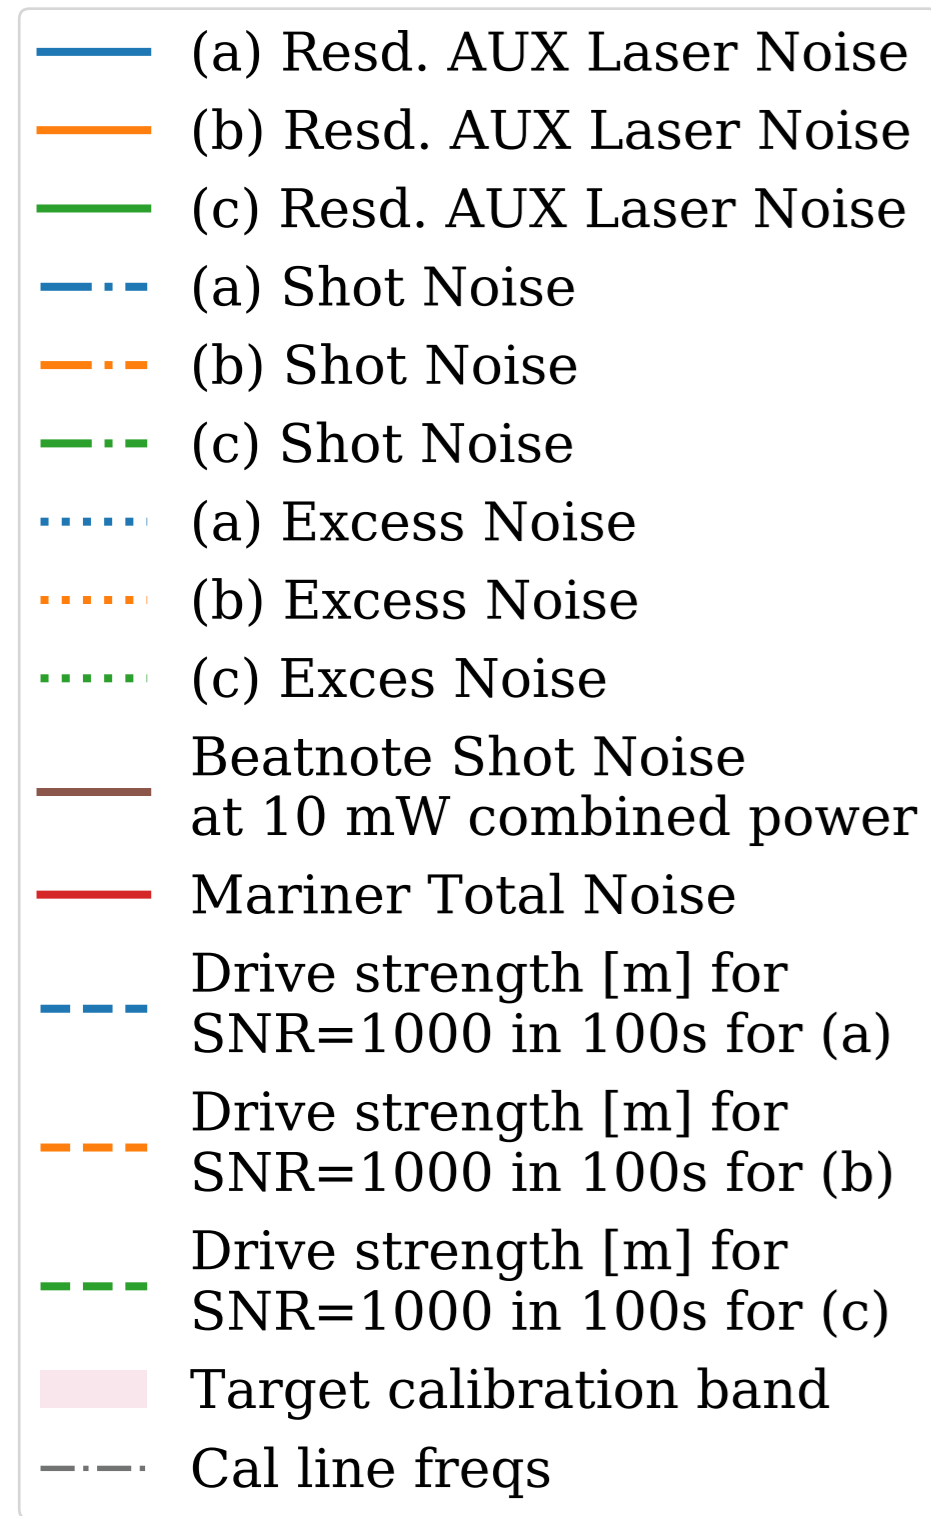 (a) Resd. AUX Laser Noise
(b) Resd. AUX Laser Noise
(c) Resd. AUX Laser Noise
(a) Shot Noise
(b) Shot Noise
(c) Shot Noise
(a) Excess Noise
(b) Excess Noise
(c) Exces Noise
Beatnote Shot Noise
at 10 mW combined power
Mariner Total Noise
Drive strength [m] for
SNR=1000 in 100s for (a)
Drive strength [m] for
SNR=1000 in 100s for (b)
Drive strength [m] for
SNR=1000 in 100s for (c)
Target calibration band
Cal line freqs